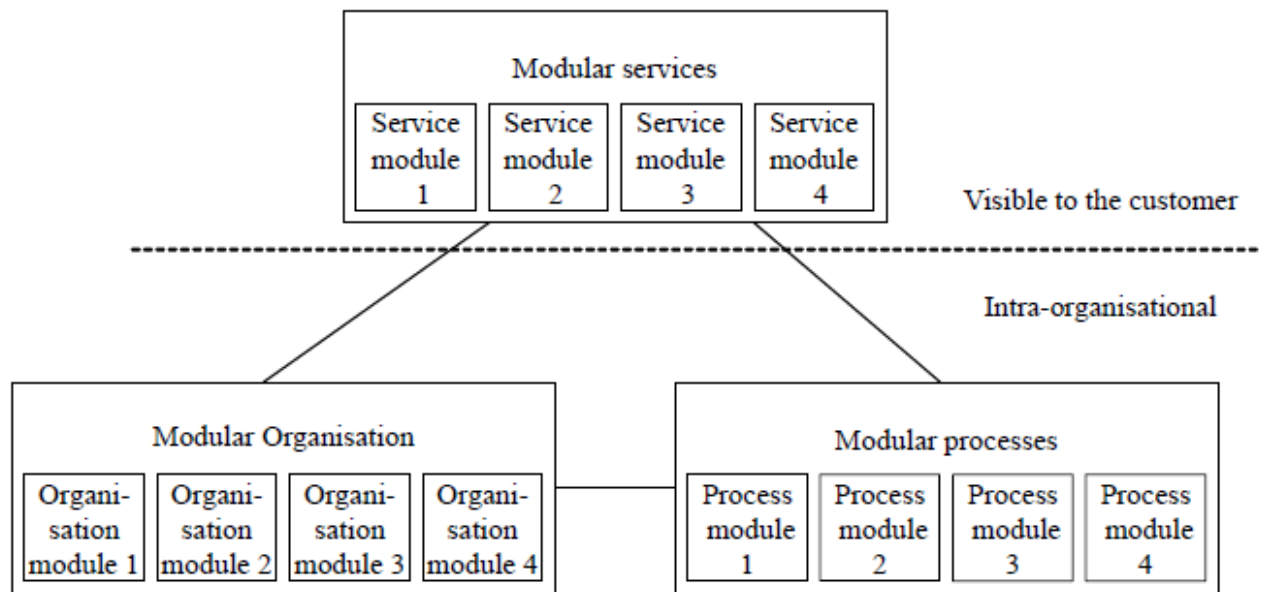 Modular services
Service
module
1
Service
module
2
Service
module
3
Service
module
4
Visible to the customer
Intra-organisational
Modular Organisation
Organi-
sation
module 1
Organi-
sation
module 2
Organi-
sation
module 3
Organi-
sation
module 4
Modular processes
Process
module
1
Process
module
2
Process
module
3
Process
module
4